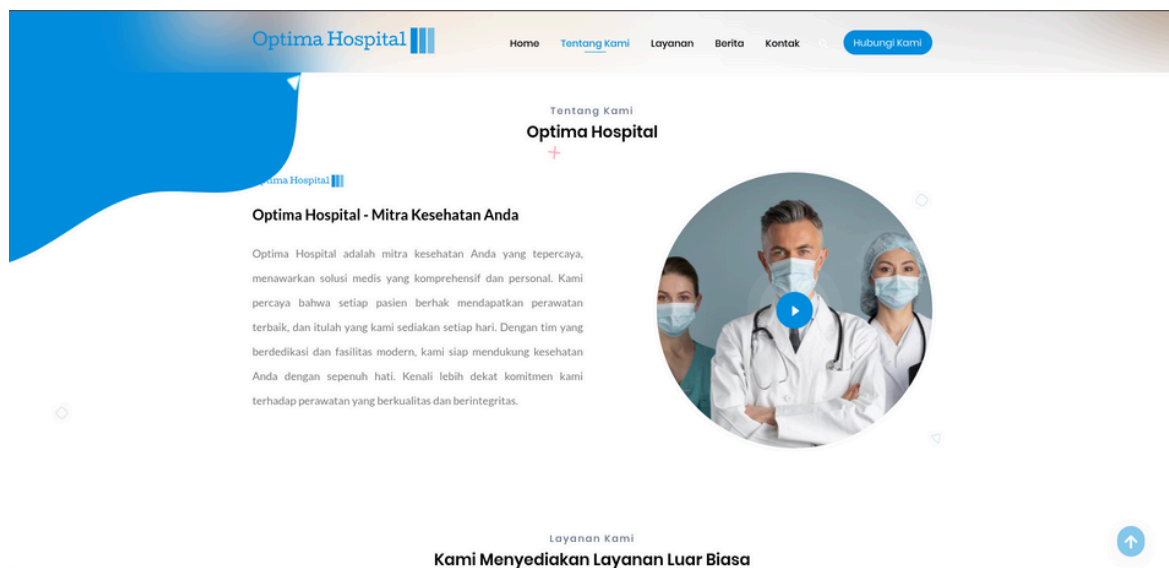 Optima Hospital
Home Tentang Kami Layanan Berita Kontak Hubungi Kami
Tentang Kami
Optima Hospital
Hospital
Optima Hospital - Mitra Kesehatan Anda
Optima Hospital adalah mitra kesehatan Anda yang tepercaya,
menawarkan solusi medis yang komprehensif dan personal. Kami
percaya bahwa setiap pasien berhak mendapatkan perawatan
terbaik, dan itulah yang kami sediakan setiap hari. Dengan tim yang
berdedikasi dan fasilitas modern, kami siap mendukung kesehatan
Anda dengan sepenuh hati. Kenali lebih dekat komitmen kami
terhadap perawatan yang berkualitas dan berintegritas.
Layanan Kami
Kami Menyediakan Layanan Luar Biasa